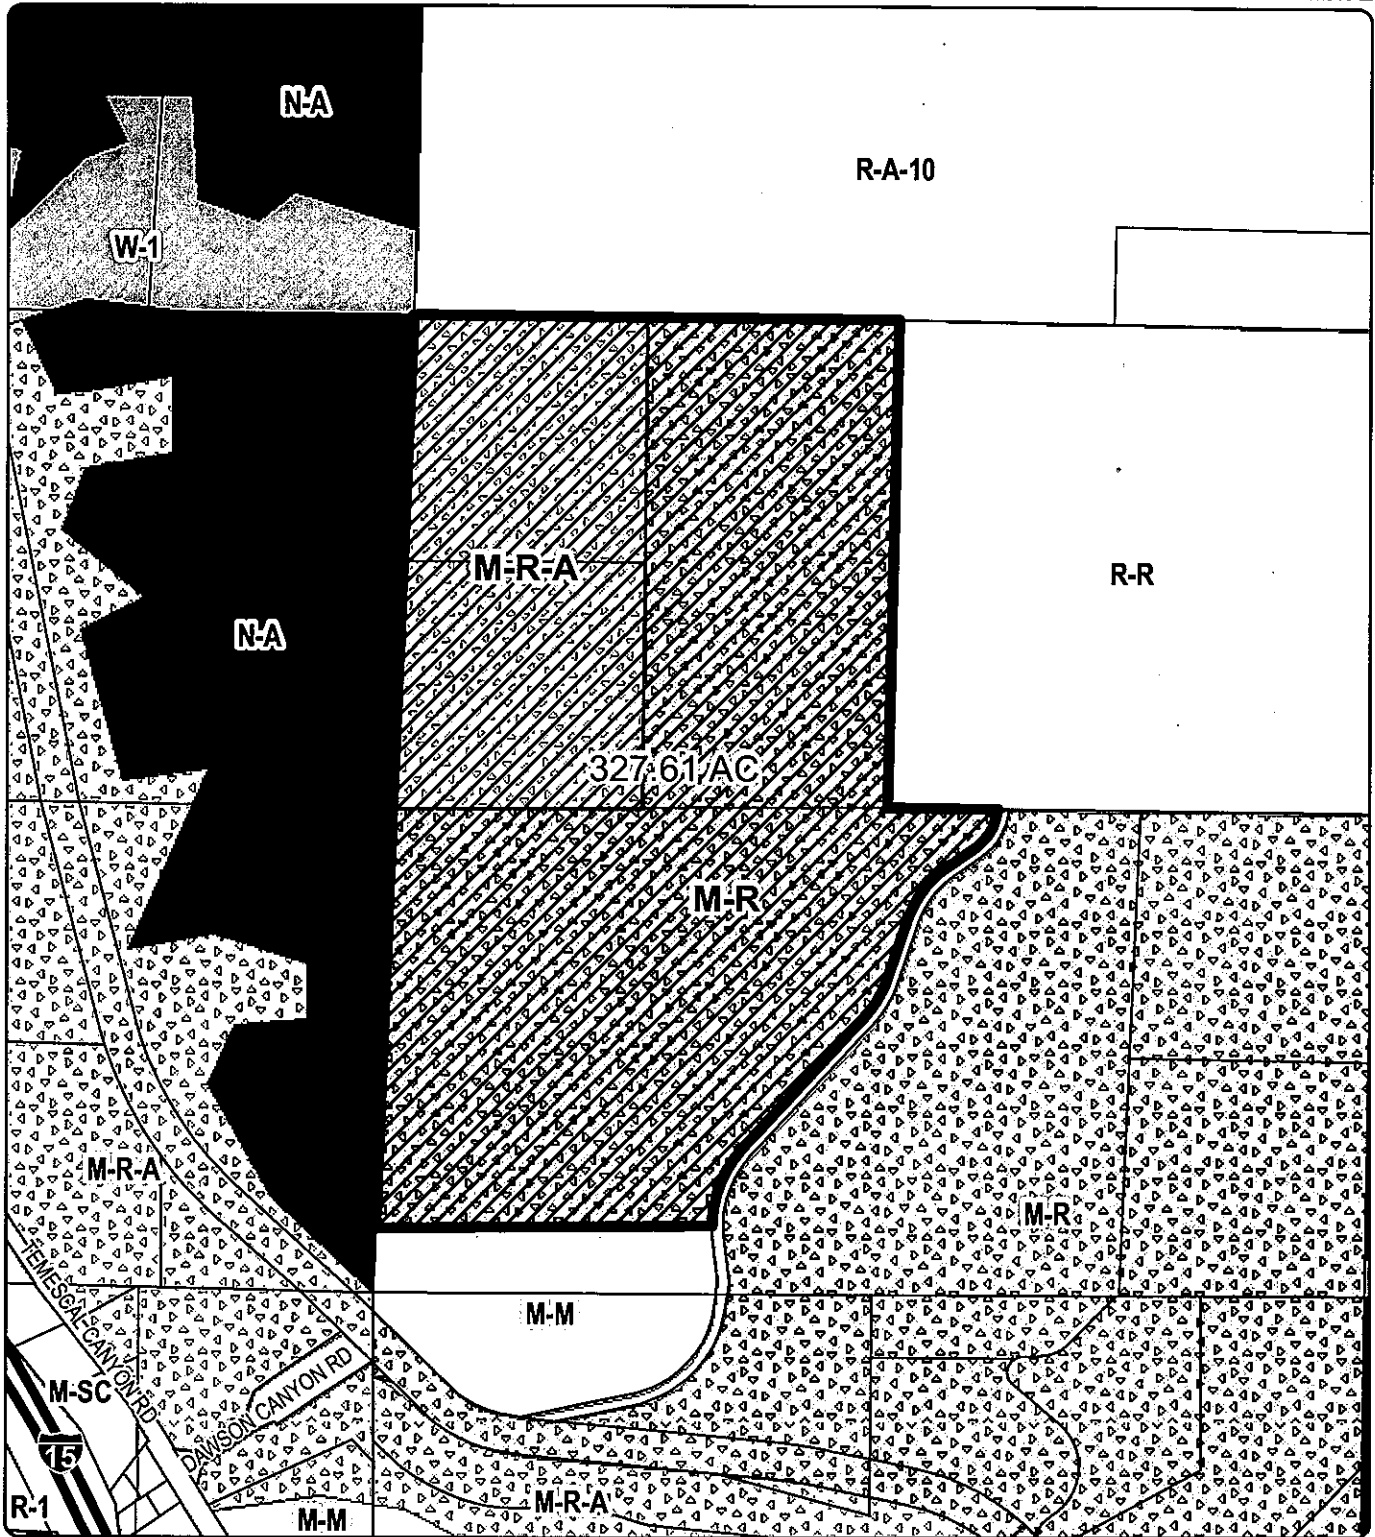 N-A
R-A-10
W-1
M-R-A
R-R
N-A
327.61 AC
M-R
M-R-A
M-R
TEMESCAL CANYON RD
M-M
M-SC
DAWSON CANYON RD
15
R-1
M-M
M-R-A